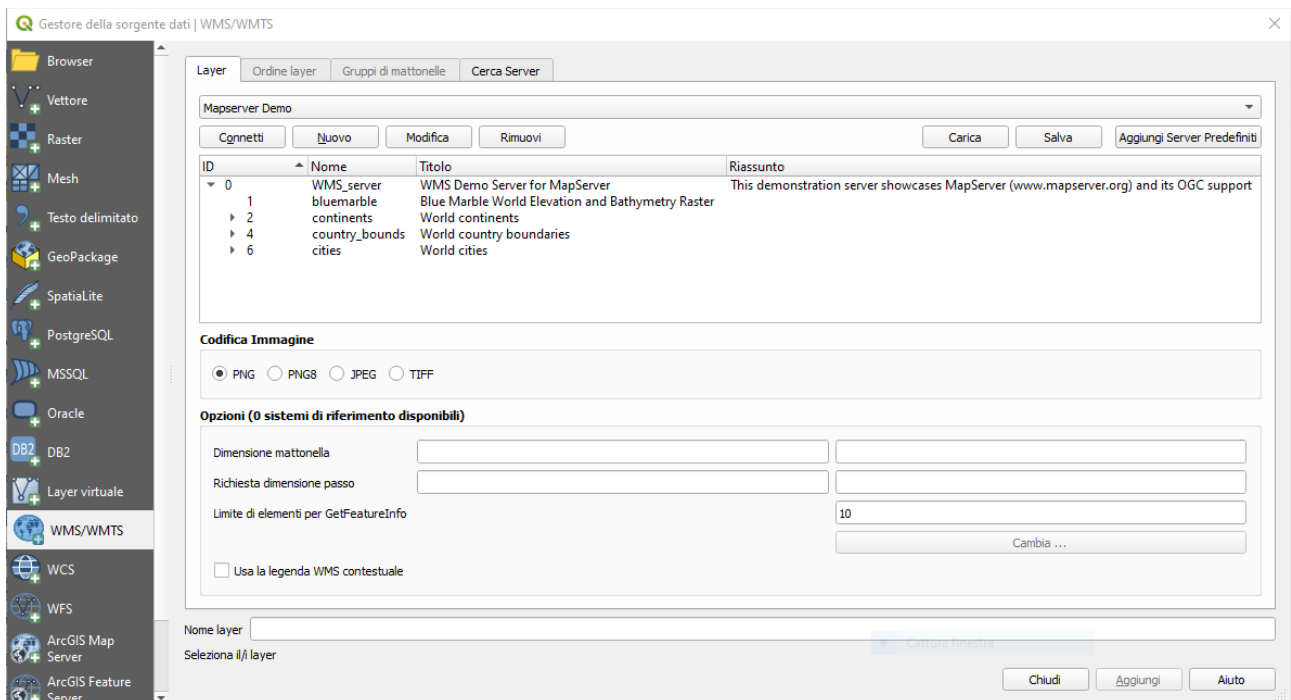 Gestore della sorgente dati | WMS/WMTS
Browser
Vettore
Raster
Mesh
Testo delimitato
GeoPackage
SpatiaLite
PostgreSQL
MSSQL
Oracle
DB2
DB2
Layer virtuale
WMS/WMTS
WCS
WFS
ArcGIS Map
Server
ArcGIS Feature
Server
Layer Ordine layer Gruppi di mattonelle Cerca Server
Mapserver Demo
Connetti Nuovo Modifica Rimuovi Carica Salva Aggiungi Server Predefiniti
ID Nome Titolo Riassunto
0 WMS_server WMS Demo Server for MapServer This demonstration server showcases MapServer (www.mapserver.org) and its OGC support
1 bluemarble Blue Marble World Elevation and Bathymetry Raster
2 continents World continents
4 country_bounds World country boundaries
6 cities World cities
Codifica Immagine
PNG PNG8 JPEG TIFF
Opzioni (0 sistemi di riferimento disponibili)
Dimensione mattonella
Richiesta dimensione passo
Limite di elementi per GetFeatureInfo 10
Cambia ...
Usa la legenda WMS contestuale
Nome layer
Cattura finestra
Seleziona il/i layer
Chiudi Aggiungi Aiuto